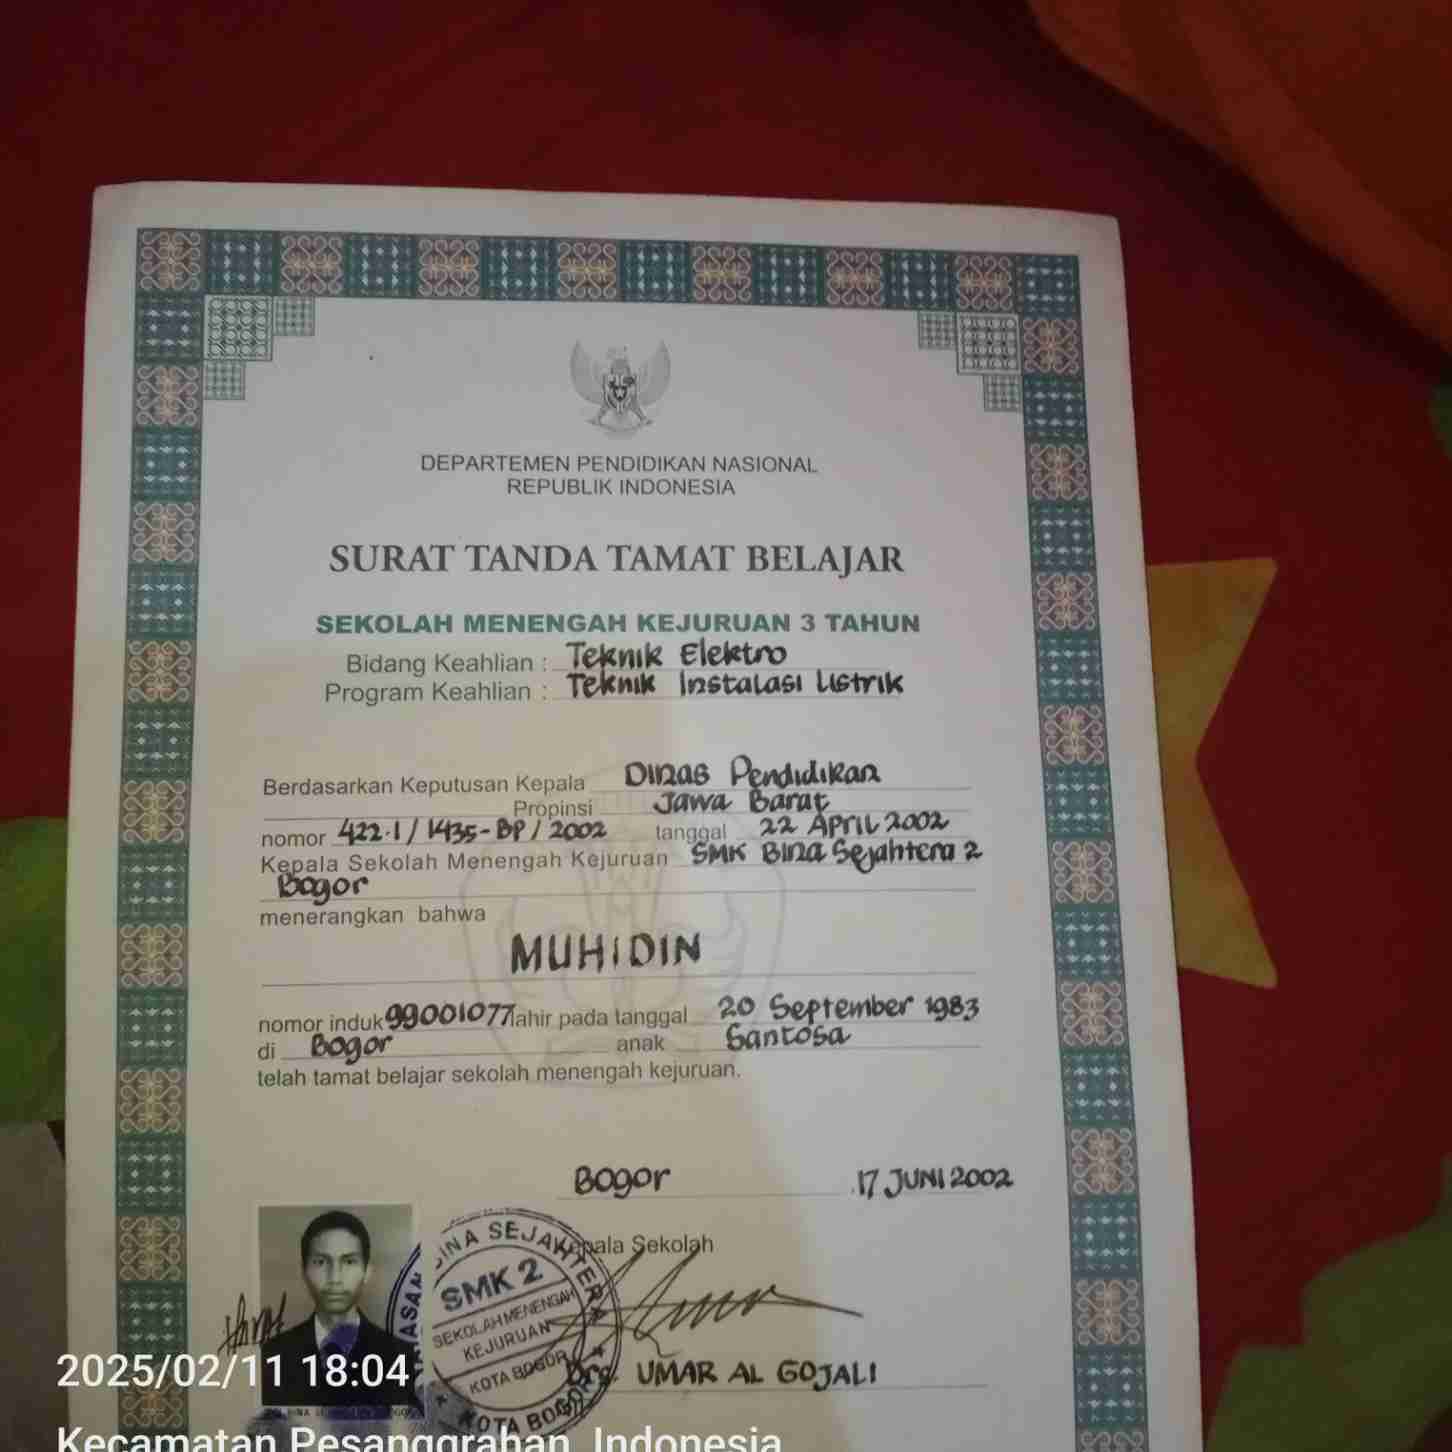 DEPARTEMEN PENDIDIKAN NASIONAL
REPUBLIK INDONESIA
SURAT TANDA TAMAT BELAJAR
SEKOLAH MENENGAH KEJURUAN 3 TAHUN
Bidang Keahlian : Teknik Elektro
Program Keahlian : Teknik Instalasi Listrik
Berdasarkan Keputusan Kepala Dinas Pendidikan
Propinsi Jawa Barat
nomor 422.1/1435-BP/2002 tanggal 22 April 2002
Kepala Sekolah Menengah Kejuruan SMK Bina Sejahtera 2
Bogor
menerangkan bahwa
MUHIDIN
nomor induk 99001077 lahir pada tanggal 20 September 1983
di Bogor anak Santosa
telah tamat belajar sekolah menengah kejuruan.
Bogor 17 JUNI 2002
Kepala Sekolah
BINA SEJAHTERA
SMK 2
SEKOLAH MENENGAH
KEJURUAN
KOTA BOGOR
KOTA BOGOR
Drs. UMAR AL GOJALI
2025/02/11 18:04
Kecamatan Pesanggrahan, Indonesia